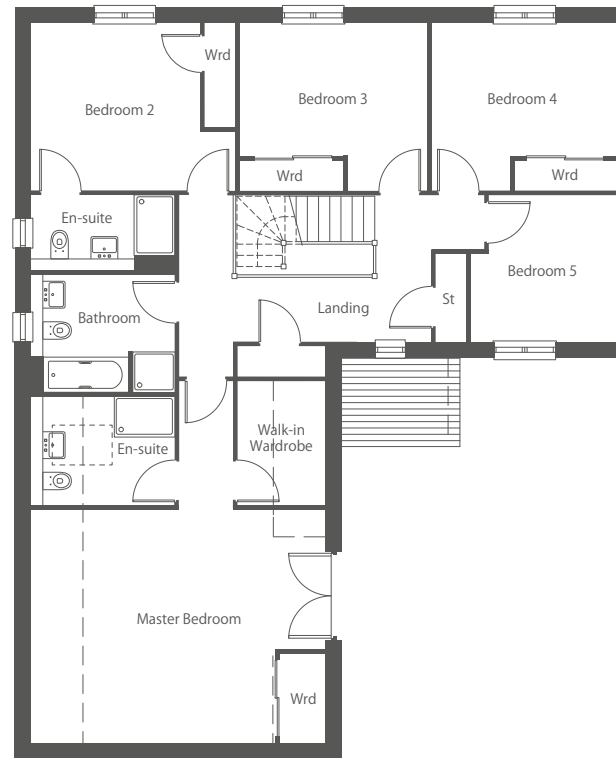 Wrd
Bedroom 2
Bedroom 3
Bedroom 4
Wrd
Wrd
En-suite
Bedroom 5
St
Landing
Bathroom
Walk-in
Wardrobe
En-suite
Master Bedroom
Wrd